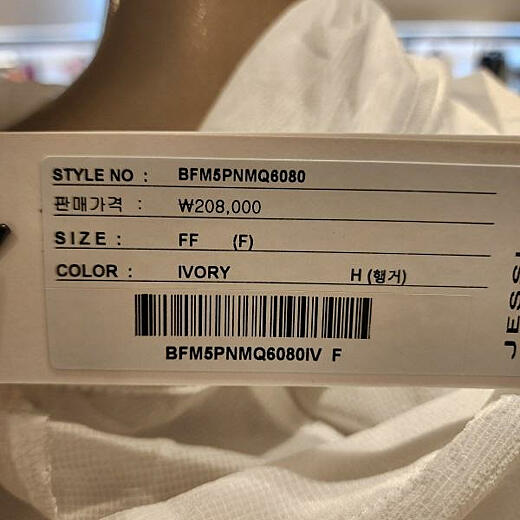 STYLE NO : BFM5PNMQ6080
판매가격 : ₩208,000
SIZE : FF (F)
COLOR : IVORY H (행거)
BFM5PNMQ6080IV F
JESSI